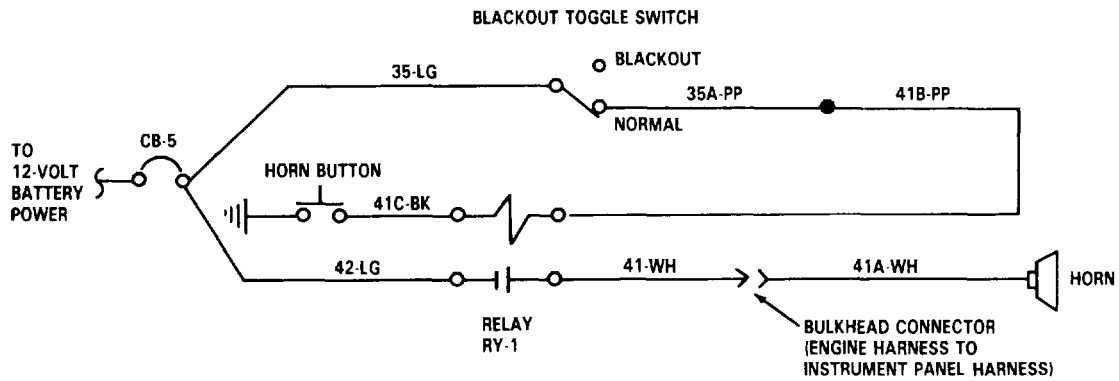 BLACKOUT TOGGLE SWITCH
BLACKOUT
35-LG
35A-PP
41B-PP
NORMAL
CB-5
TO
12-VOLT
BATTERY
POWER
HORN BUTTON
41C-BK
42-LG
41-WH
41A-WH
HORN
RELAY
RY-1
BULKHEAD CONNECTOR
(ENGINE HARNESS TO
INSTRUMENT PANEL HARNESS)